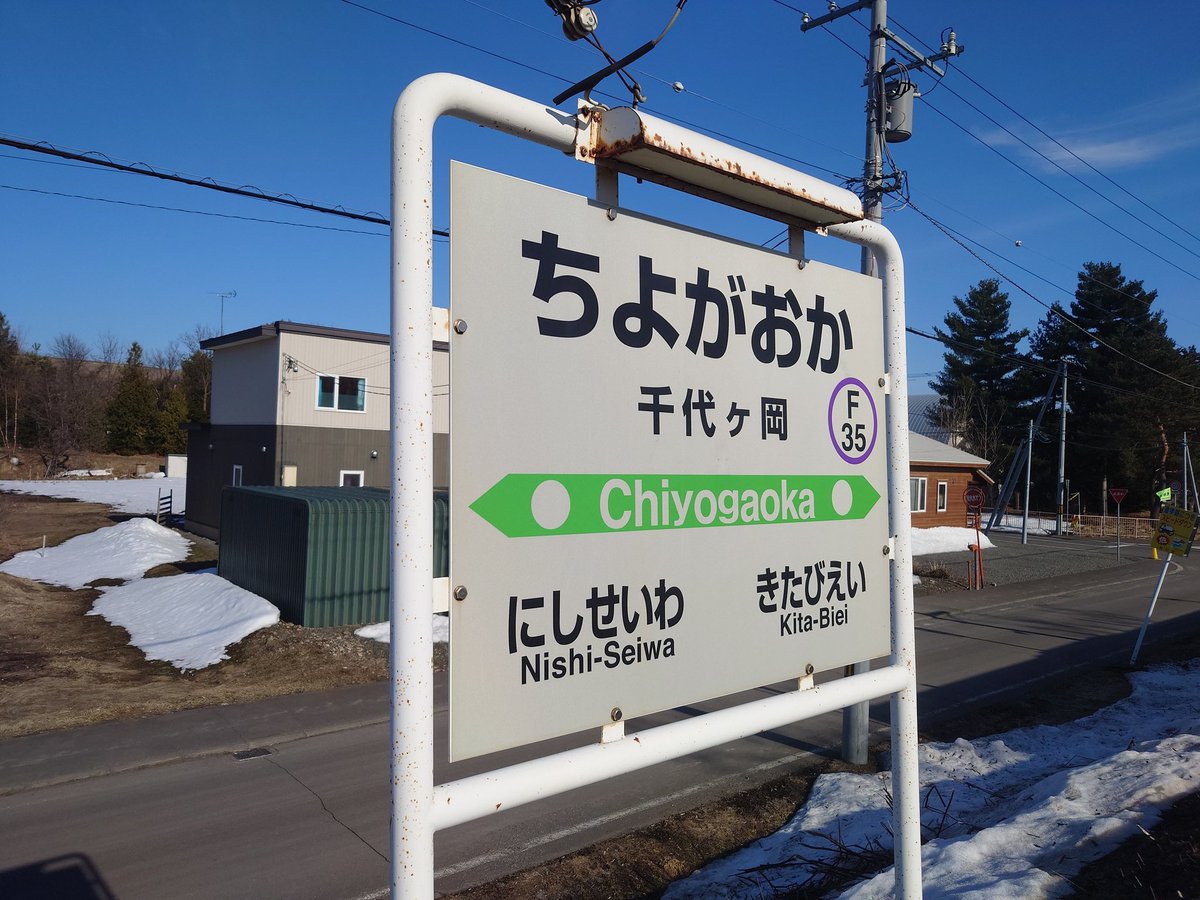 ちよがおか
千代ヶ岡
F
35
Chiyogaoka
にしせいわ
Nishi-Seiwa
きたびえい
Kita-Biei